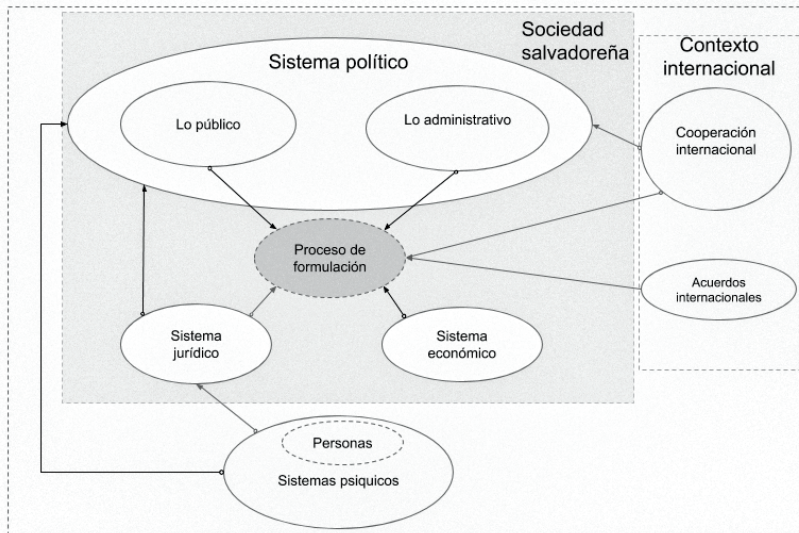 Sociedad
salvadoreña
Contexto
internacional
Sistema político
Lo público
Lo administrativo
Cooperación
internacional
Proceso de
formulación
Acuerdos
internacionales
Sistema
jurídico
Sistema
económico
Personas
Sistemas psiquicos